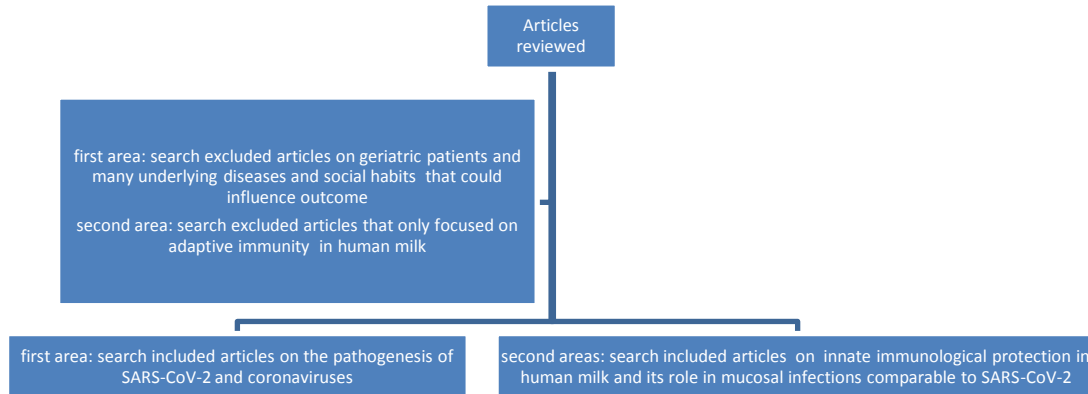 Articles
reviewed
first area: search excluded articles on geriatric patients and
many underlying diseases and social habits that could
influence outcome
second area: search excluded articles that only focused on
adaptive immunity in human milk
first area: search included articles on the pathogenesis of
SARS-CoV-2 and coronaviruses
second areas: search included articles on innate immunological protection in
human milk and its role in mucosal infections comparable to SARS-CoV-2